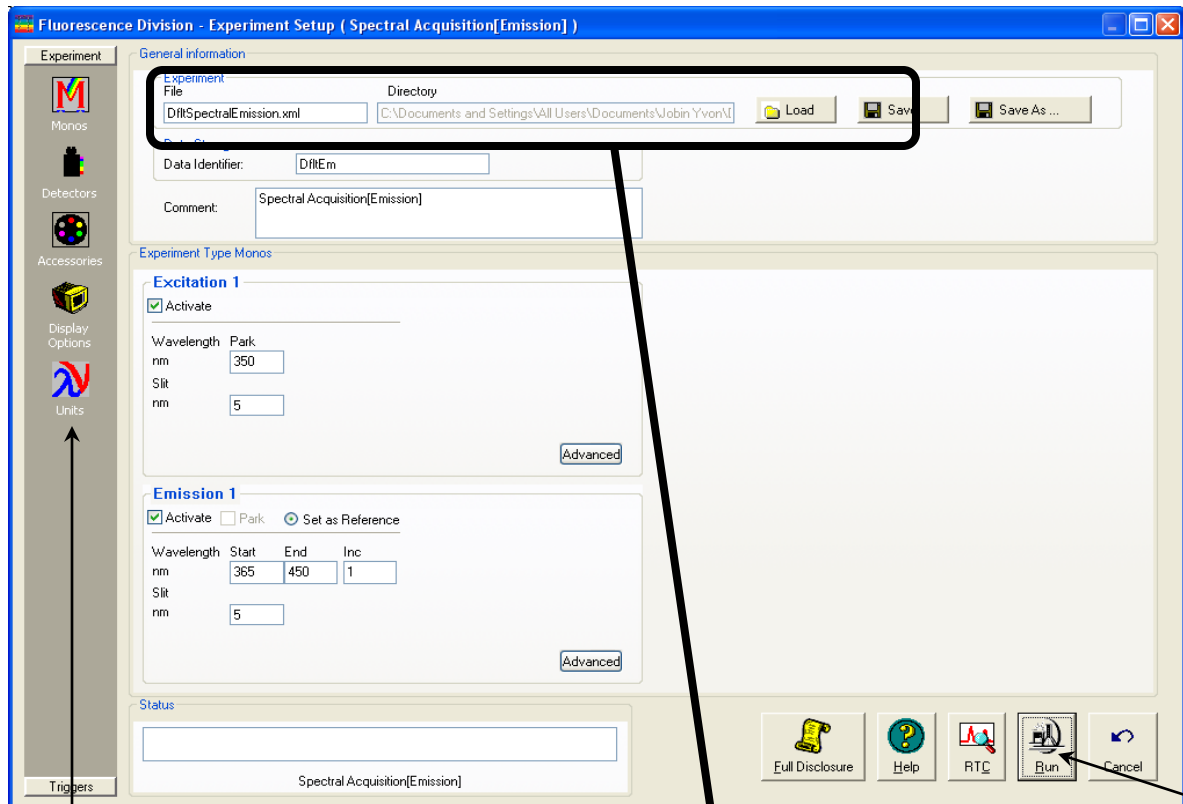 Fluorescence Division - Experiment Setup ( Spectral Acquisition[Emission] )
Experiment
Monos
Detectors
Accessories
Display
Options
Units
Triggers
General information
Experiment
File Directory
DfltSpectralEmission.xml C:\Documents and Settings\All Users\Documents\Jobin Yvon\ Load Save Save As ...
Data Identifier: DfltEm
Comment: Spectral Acquisition[Emission]
Experiment Type Monos
Excitation 1
Activate
Wavelength Park
nm 350
Slit
nm 5
Advanced
Emission 1
Activate Park Set as Reference
Wavelength Start End Inc
nm 365 450 1
Slit
nm 5
Advanced
Status
Spectral Acquisition[Emission]
Full Disclosure Help RTC Run Cancel